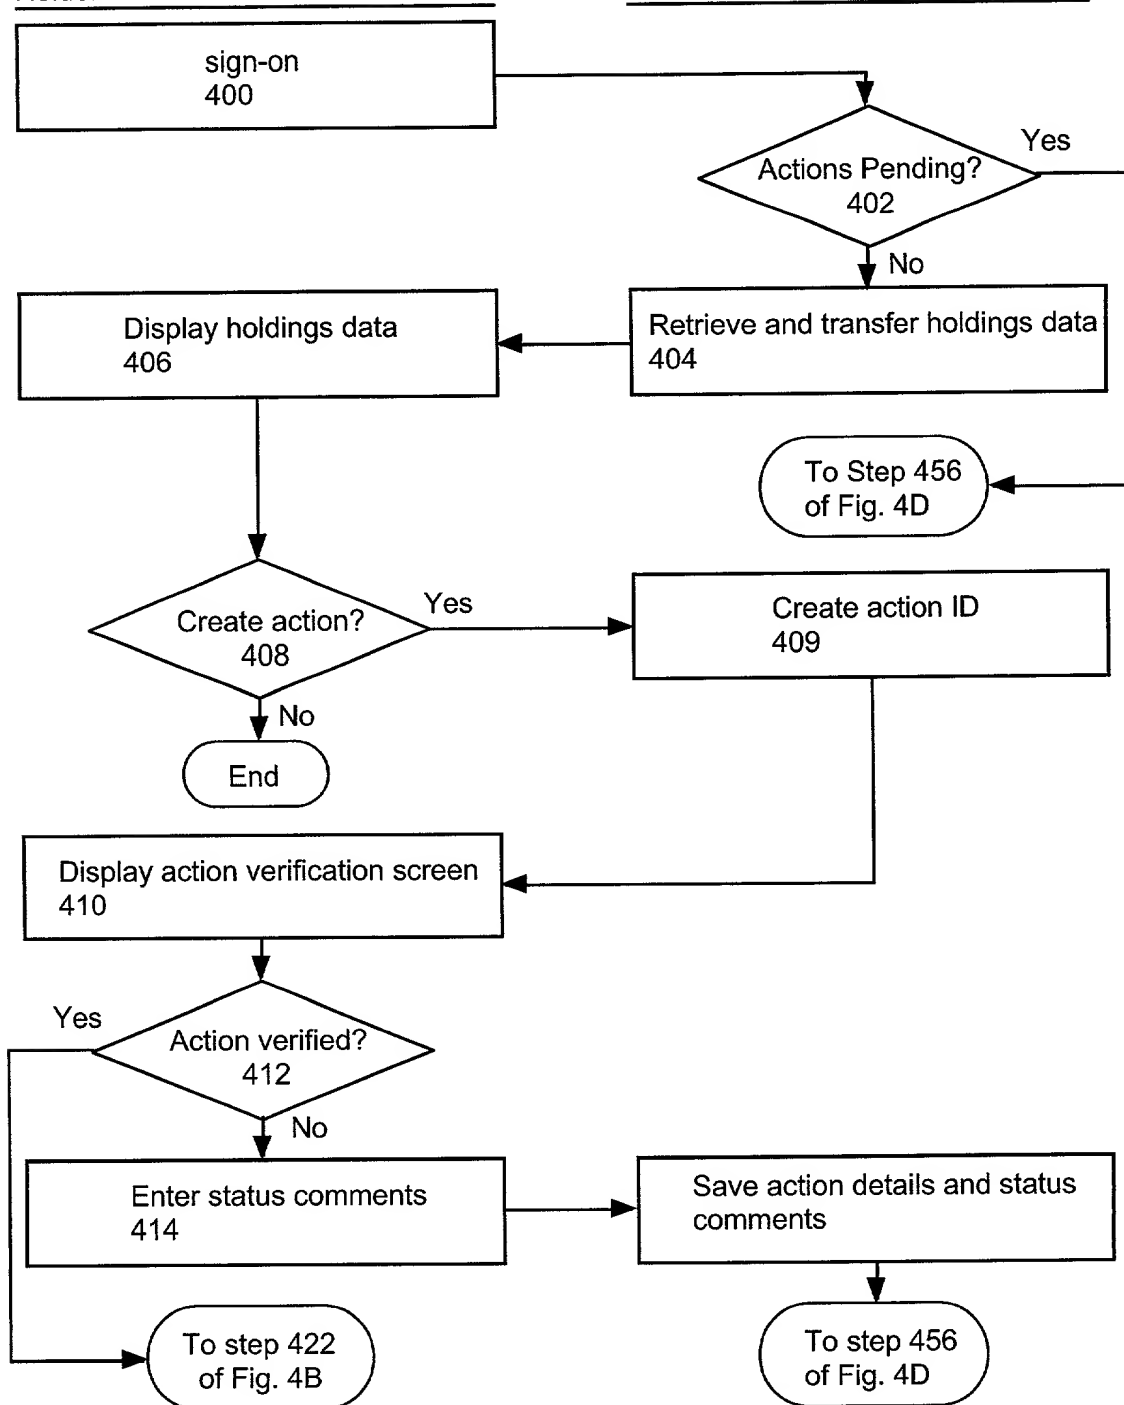 sign-on
400
Actions Pending?
402
Yes
No
Display holdings data
406
Retrieve and transfer holdings data
404
To Step 456
of Fig. 4D
Create action?
408
Yes
Create action ID
409
No
End
Display action verification screen
410
Yes
Action verified?
412
No
Enter status comments
414
Save action details and status
comments
To step 422
of Fig. 4B
To step 456
of Fig. 4D